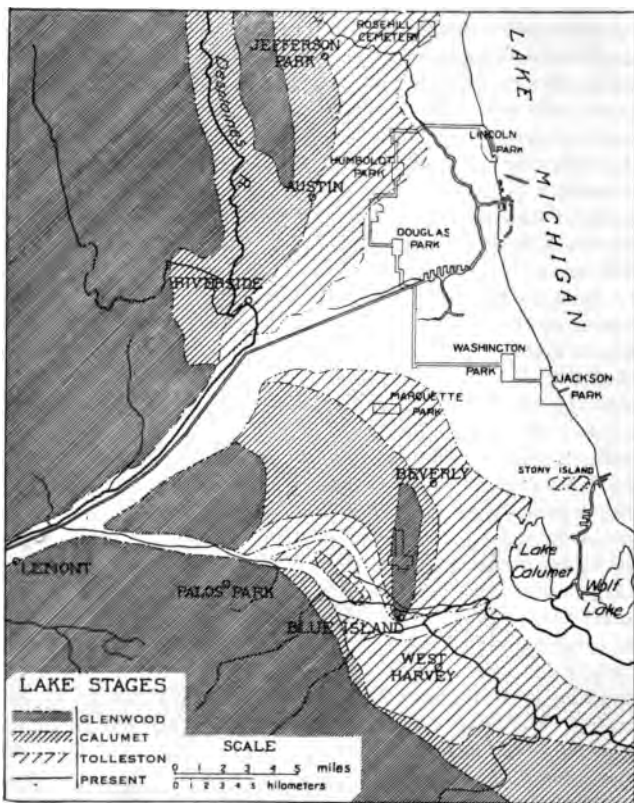 ROSEHILL
CEMETERY
JEFFERSON
PARK
LAKE
MICHIGAN
Desplaines R.
LINCOLN
PARK
HUMBOLDT
PARK
AUSTIN
DOUGLAS
PARK
RIVERSIDE
WASHINGTON
PARK
JACKSON
PARK
MARQUETTE
PARK
BEVERLY
STONY ISLAND
Lake
Calumet
Wolf
Lake
LEMONT
PALOS PARK
BLUE ISLAND
WEST
HARVEY
LAKE STAGES
GLENWOOD
CALUMET
TOLLESTON
PRESENT
SCALE
0 1 2 3 4 5 miles
0 1 2 3 4 5 kilometers